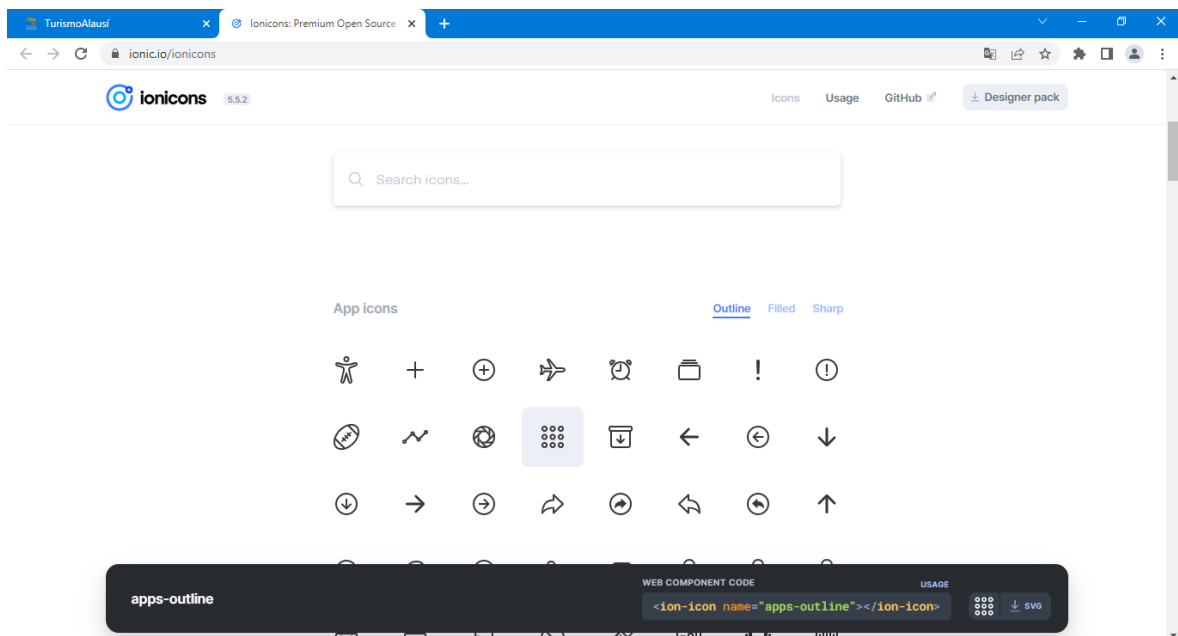 TurismoAlausí
Ionicons: Premium Open Source
ionic.io/ionicons
ionicons 5.5.2 Icons Usage GitHub Designer pack
Search icons...
App icons Outline Filled Sharp
WEB COMPONENT CODE USAGE
apps-outline <ion-icon name="apps-outline"></ion-icon> SVG